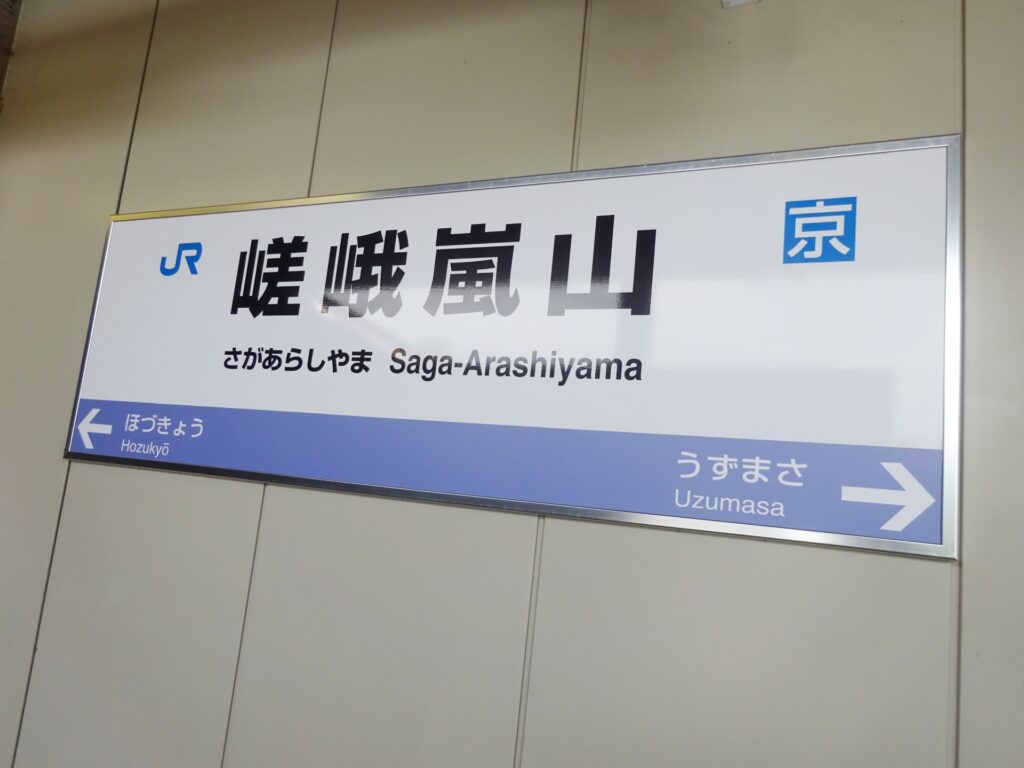 JR
嵯峨嵐山
京
さがあらしやま Saga-Arashiyama
ほづきょう
Hozukyō
うずまさ
Uzumasa